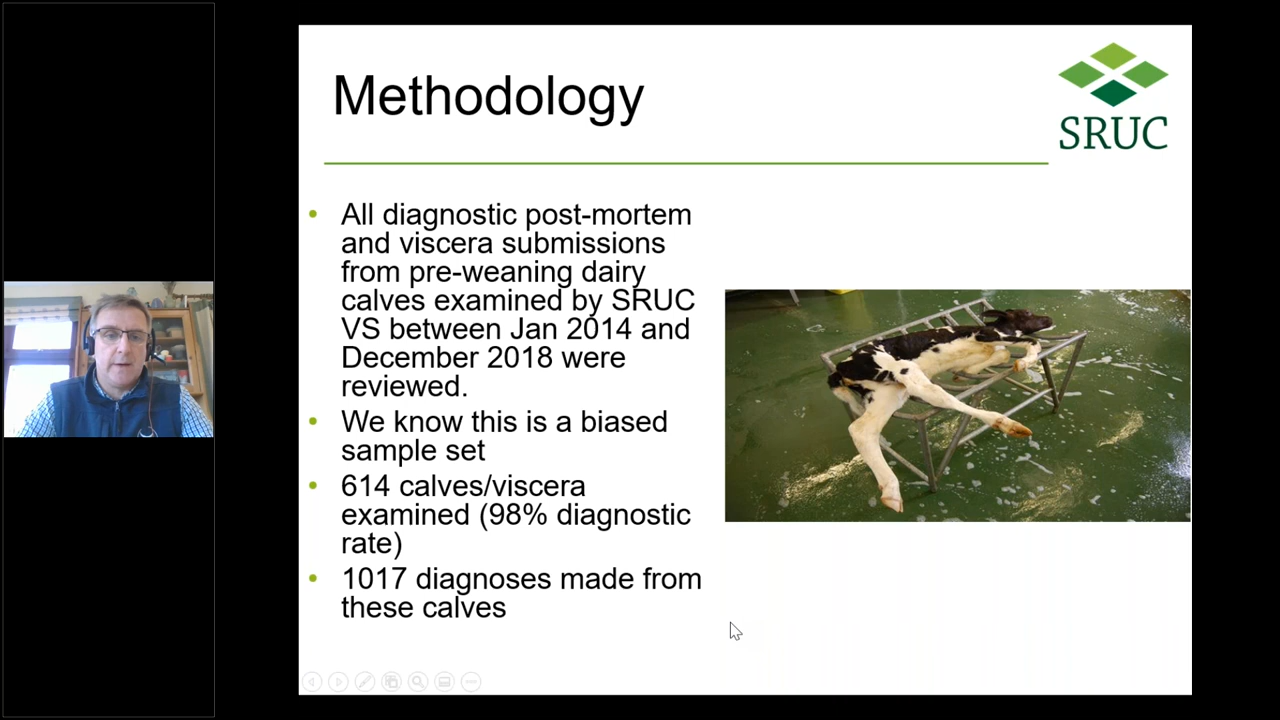 Methodology
SRUC
All diagnostic post-mortem
and viscera submissions
from pre-weaning dairy
calves examined by SRUC
VS between Jan 2014 and
December 2018 were
reviewed.
We know this is a biased
sample set
614 calves/viscera
examined (98% diagnostic
rate)
1017 diagnoses made from
these calves